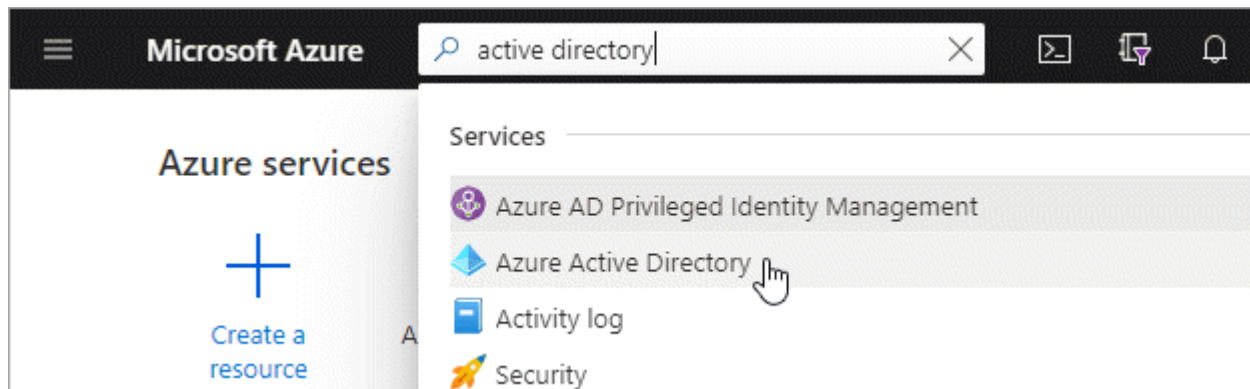 Microsoft Azure
active directory
Azure services
Create a
resource
A
Services
Azure AD Privileged Identity Management
Azure Active Directory
Activity log
Security